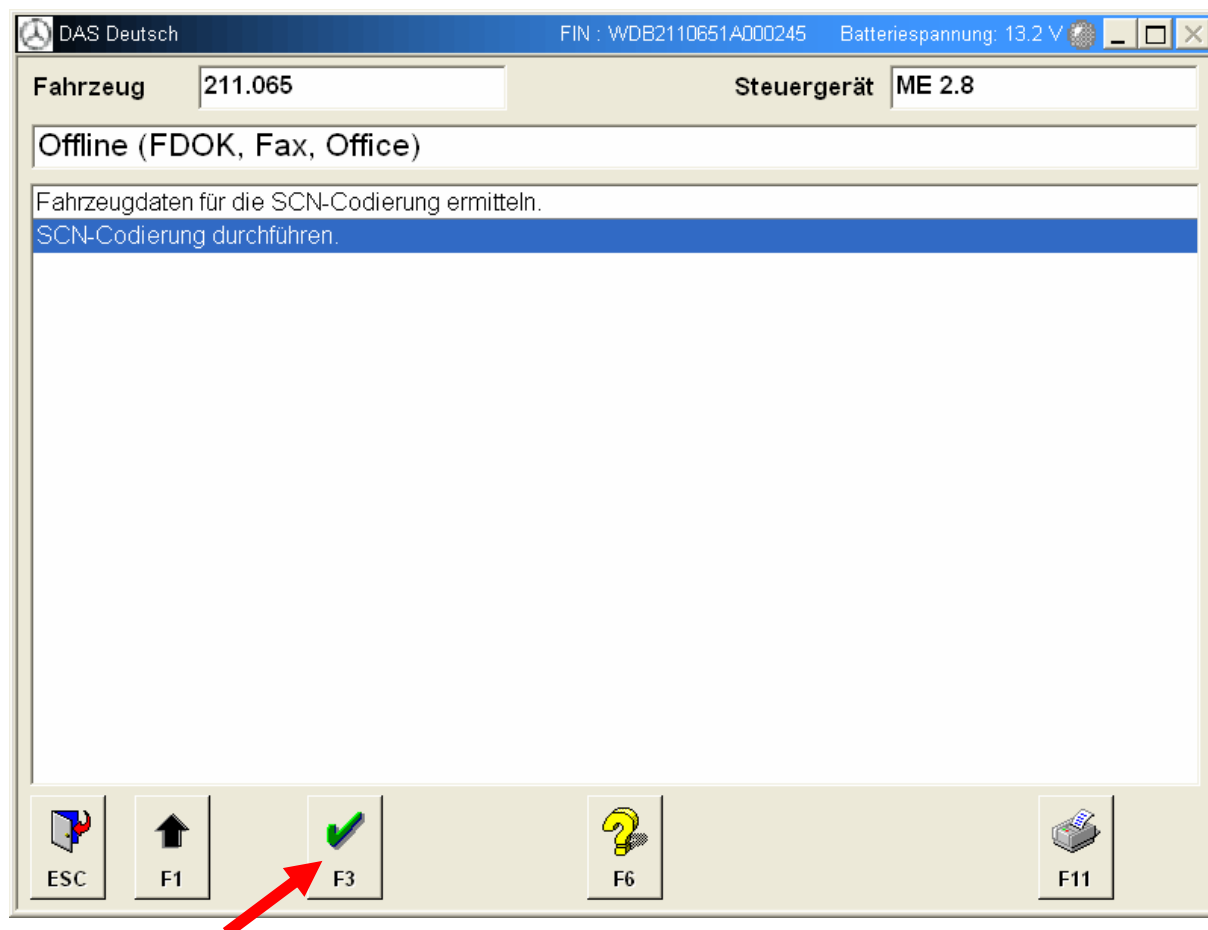 DAS Deutsch FIN : WDB2110651A000245 Batteriespannung: 13.2 V
Fahrzeug 211.065 Steuergerät ME 2.8
Offline (FDOK, Fax, Office)
Fahrzeugdaten für die SCN-Codierung ermitteln.
SCN-Codierung durchführen.
ESC F1 F3 F6 F11